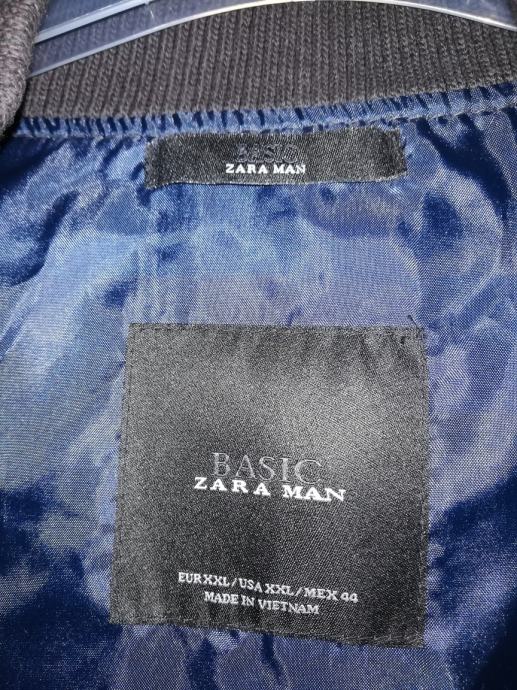 BASIC
ZARA MAN
BASIC
ZARA MAN
EUR XXL / USA XXL / MEX 44
MADE IN VIETNAM